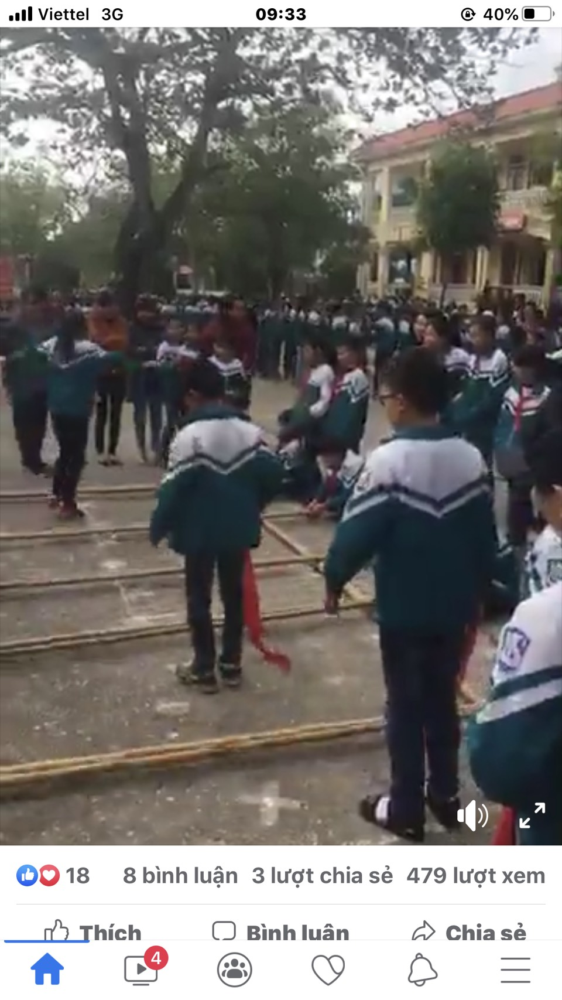 Viettel 3G 09:33 40%
18 8 bình luận 3 lượt chia sẻ 479 lượt xem
Thích Bình luận Chia sẻ
4